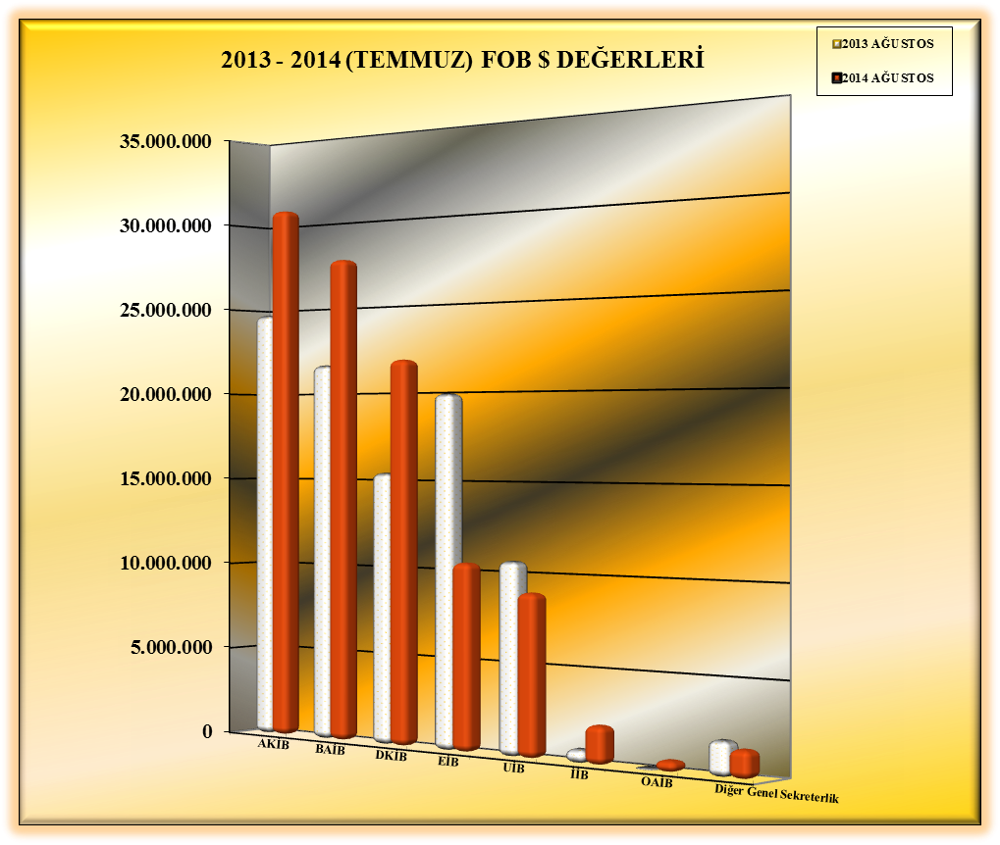 2013 - 2014 (TEMMUZ) FOB $ DEĞERLERİ
2013 AĞUSTOS
2014 AĞUSTOS
35.000.000
30.000.000
25.000.000
20.000.000
15.000.000
10.000.000
5.000.000
0
AKİB
BAİB
DKİB
EİB
UİB
İİB
OAİB
Diğer Genel Sekreterlik